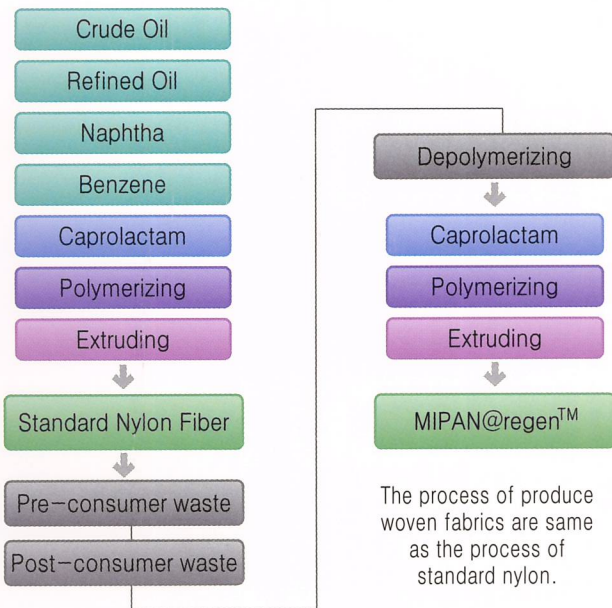 Crude Oil
Refined Oil
Naphtha
Benzene
Caprolactam
Polymerizing
Extruding
Standard Nylon Fiber
Pre-consumer waste
Post-consumer waste
Depolymerizing
Caprolactam
Polymerizing
Extruding
MIPAN@regen™
The process of produce
woven fabrics are same
as the process of
standard nylon.